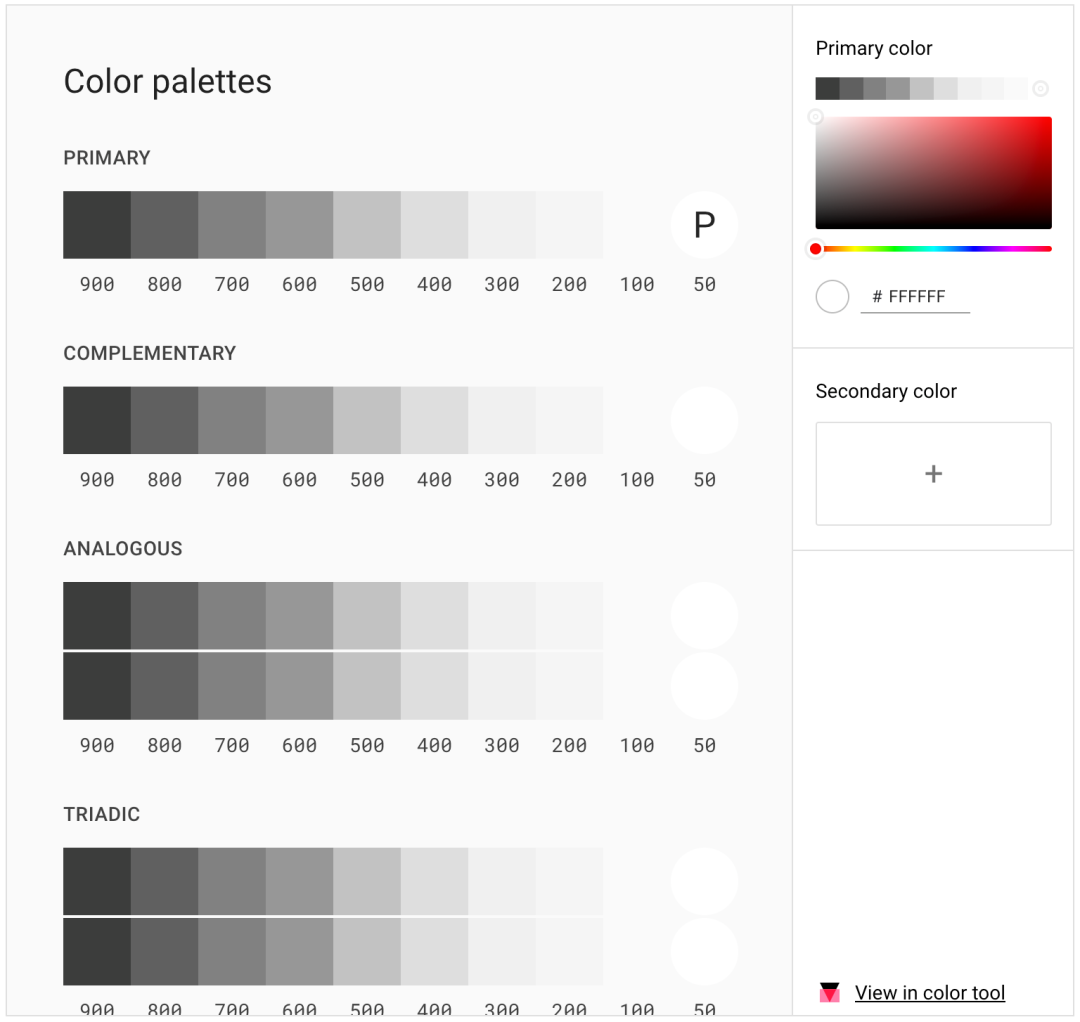 Color palettes
PRIMARY
P
900 800 700 600 500 400 300 200 100 50
COMPLEMENTARY
900 800 700 600 500 400 300 200 100 50
ANALOGOUS
900 800 700 600 500 400 300 200 100 50
TRIADIC
900 800 700 600 500 400 300 200 100 50
Primary color
# FFFFFF
Secondary color
+
View in color tool